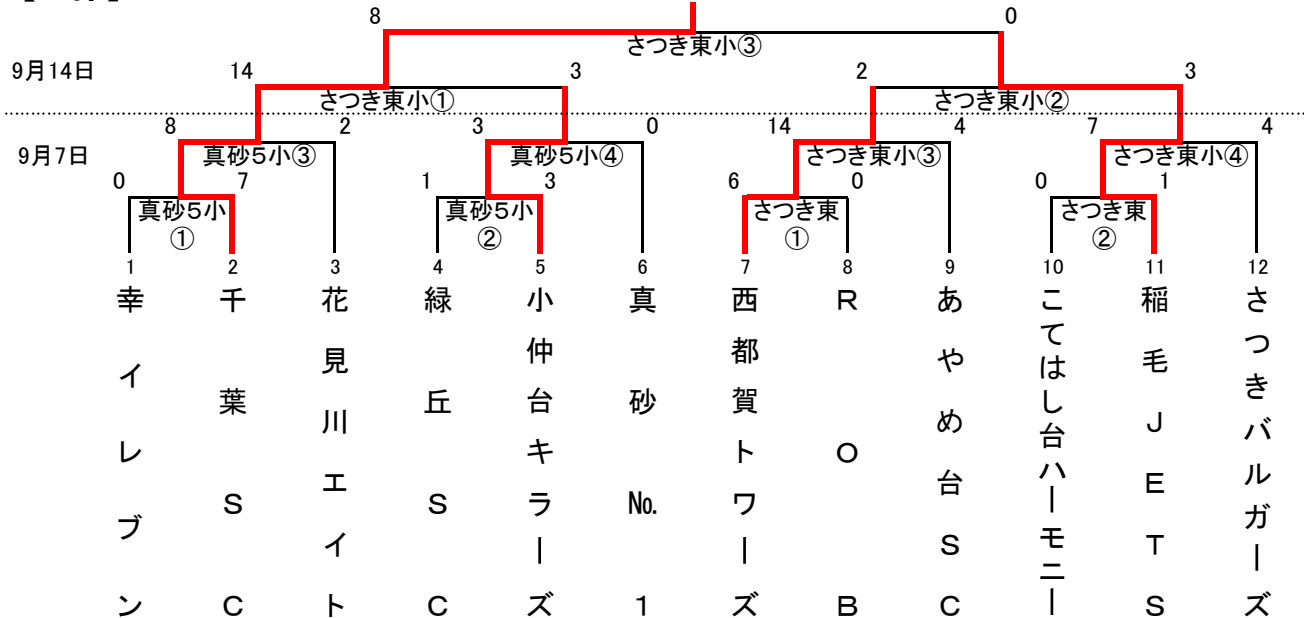 8 0
さつき東小③
9月14日 14 3 2 3
さつき東小① さつき東小②
8 2 3 0 14 4 7 4
9月7日 真砂5小③ 真砂5小④ さつき東小③ さつき東小④
0 7 1 3 6 0 0 1
真砂5小① 真砂5小② さつき東① さつき東②
1 2 3 4 5 6 7 8 9 10 11 12
幸イレブン
千葉SC
花見川エイト
緑丘SC
小仲台キラーズ
真砂№1
西都賀トワーズ
ROB
あやめ台SC
こてはし台ハーモニー
稲毛JETS
さつきバルガーズ